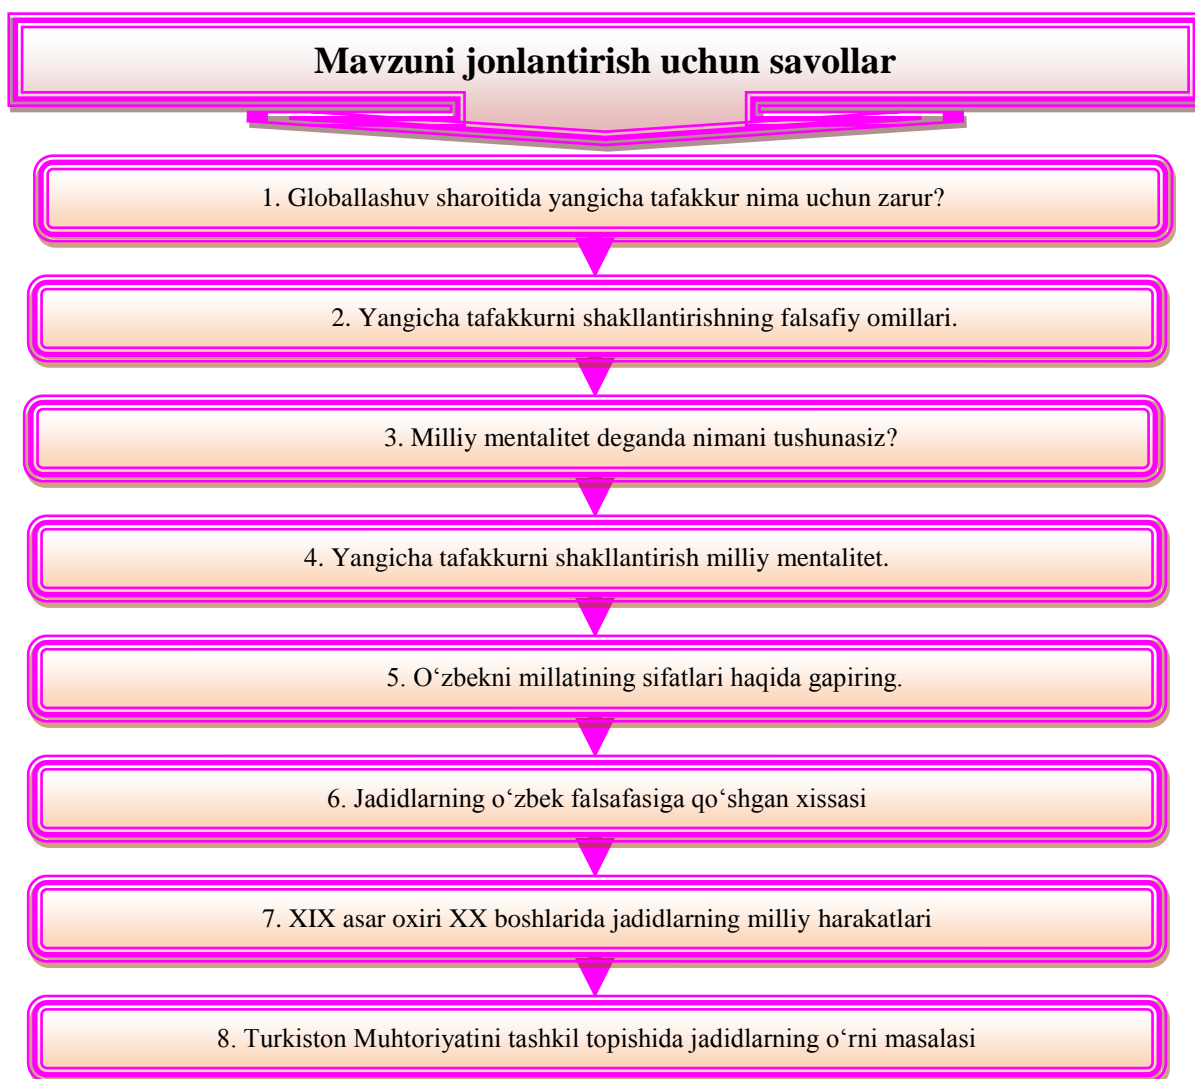 Mavzuni jonlantirish uchun savollar
1. Globallashuv sharoitida yangicha tafakkur nima uchun zarur?
2. Yangicha tafakkurni shakllantirishning falsafiy omillari.
3. Milliy mentalitet deganda nimani tushunasiz?
4. Yangicha tafakkurni shakllantirish milliy mentalitet.
5. O‘zbekni millatining sifatlari haqida gapiring.
6. Jadidlarning o‘zbek falsafasiga qo‘shgan xissasi
7. XIX asar oxiri XX boshlarida jadidlarning milliy harakatlari
8. Turkiston Muhtoriyatini tashkil topishida jadidlarning o‘rni masalasi